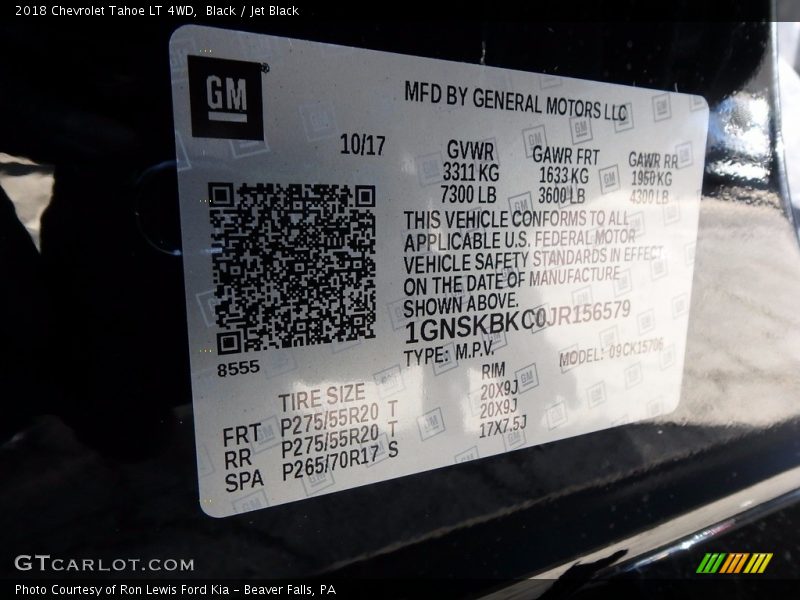 2018 Chevrolet Tahoe LT 4WD,  Black / Jet Black
GM
MFD BY GENERAL MOTORS LLC
10/17
GVWR GAWR FRT GAWR RR
3311 KG 1633 KG 1950 KG
7300 LB 3600 LB 4300 LB
THIS VEHICLE CONFORMS TO ALL
APPLICABLE U.S. FEDERAL MOTOR
VEHICLE SAFETY STANDARDS IN EFFECT
ON THE DATE OF MANUFACTURE
SHOWN ABOVE.
1GNSKBKC0JR156579
TYPE: M.P.V. MODEL: 09CK15706
8555
TIRE SIZE RIM
FRT P275/55R20 T 20X9J
RR P275/55R20 T 20X9J
SPA P265/70R17 S 17X7.5J
GTCARLOT.COM
Photo Courtesy of Ron Lewis Ford Kia - Beaver Falls, PA